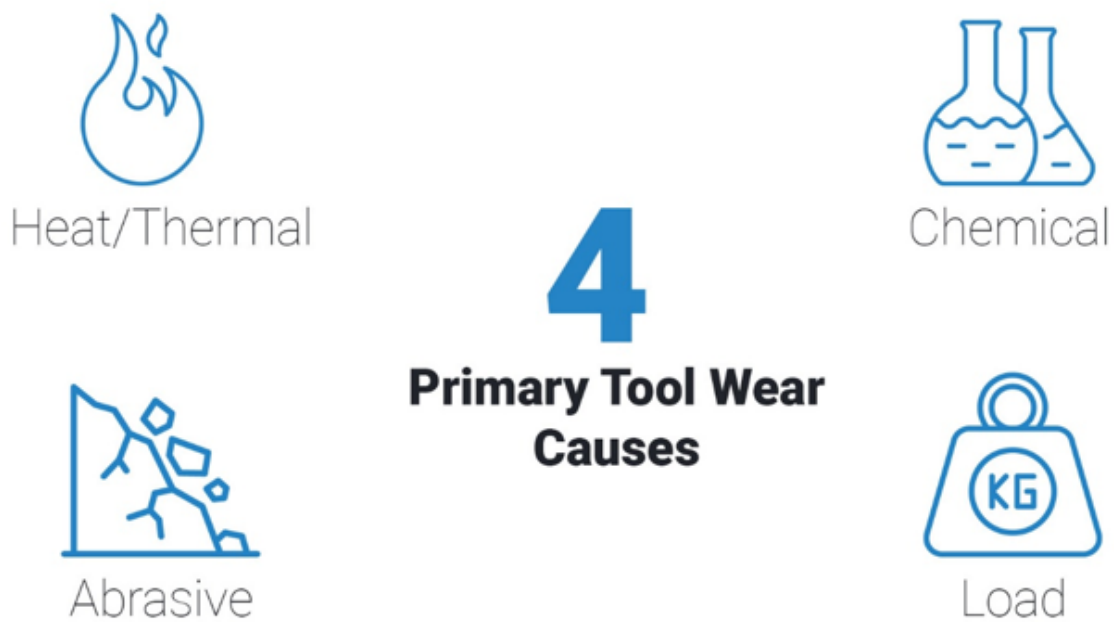 Heat/Thermal
Chemical
4
Primary Tool Wear
Causes
KG
Abrasive
Load